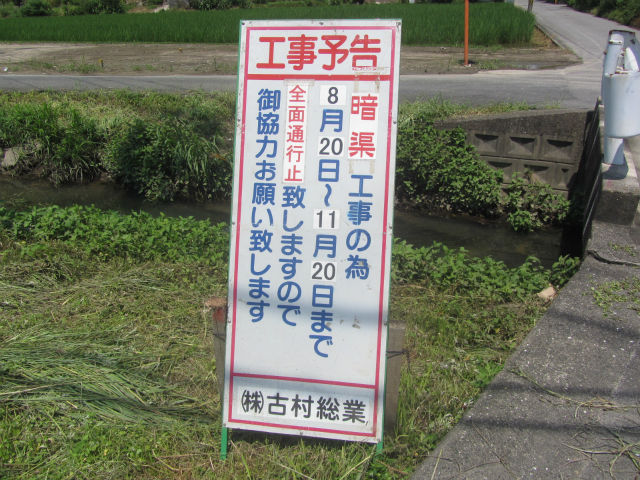 工事予告
暗渠工事の為
8月20日～11月20日まで
全面通行止致しますので
御協力お願い致します
㈱古村総業